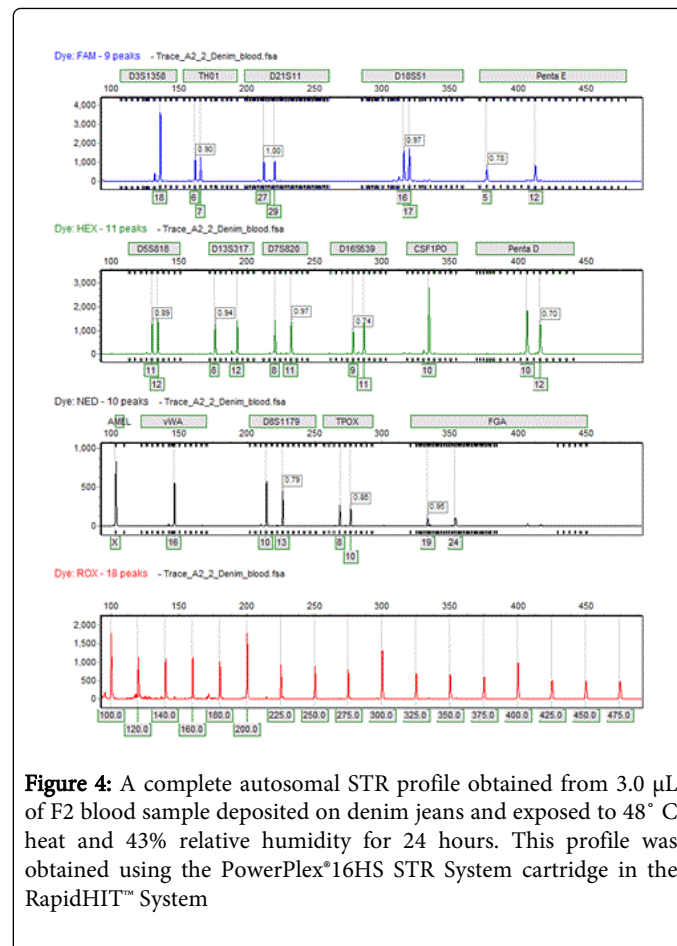 Dye: FAM - 9 peaks - Trace_A2_2_Denim_blood.fsa
D3S1358 TH01 D21S11 D18S51 Penta E
100 150 200 250 300 350 400 450
4,000
3,000
2,000
1,000
0
0.90 1.00 0.97 0.78
18 6 27 16 5 12
7 29 17
Dye: HEX - 11 peaks - Trace_A2_2_Denim_blood.fsa
D5S818 D13S317 D7S820 D16S539 CSF1PO Penta D
100 150 200 250 300 350 400 450
3,000
2,000
1,000
0
0.89 0.94 0.97 0.74 0.70
11 8 12 8 11 9 10 10
12 11 12
Dye: NED - 10 peaks - Trace_A2_2_Denim_blood.fsa
AMEL vWA D8S1179 TPOX FGA
100 150 200 250 300 350 400 450
1,000
500
0
0.79 0.85 0.95
X 16 10 13 8 19 24
10
Dye: ROX - 18 peaks - Trace_A2_2_Denim_blood.fsa
100 150 200 250 300 350 400 450
2,000
1,500
1,000
500
0
100.0 140.0 180.0 225.0 250.0 275.0 300.0 325.0 350.0 375.0 400.0 425.0 450.0 475.0
120.0 160.0 200.0
Figure 4: A complete autosomal STR profile obtained from 3.0 µL
of F2 blood sample deposited on denim jeans and exposed to 48° C
heat and 43% relative humidity for 24 hours. This profile was
obtained using the PowerPlex®16HS STR System cartridge in the
RapidHIT™ System